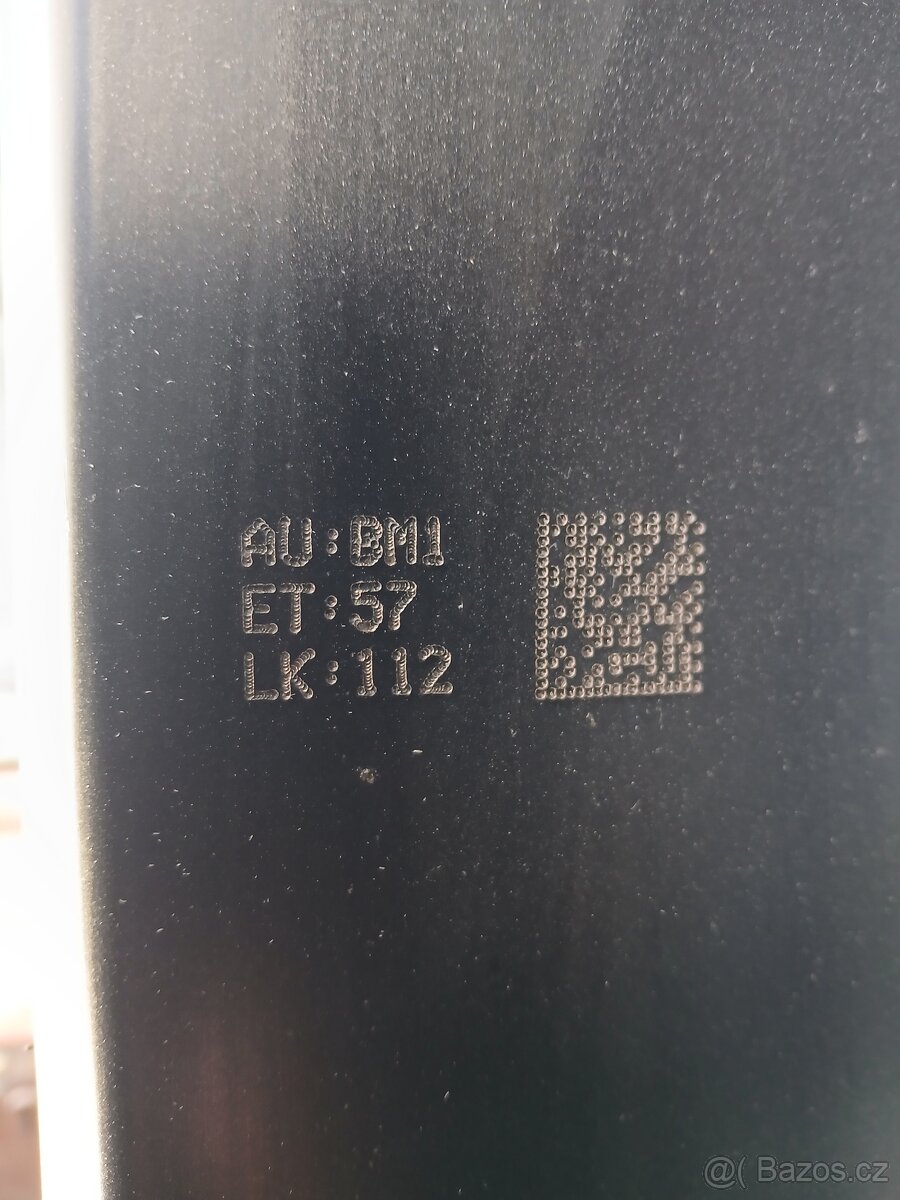 AU:BM1
ET:57
LK:112
@( Bazos.cz